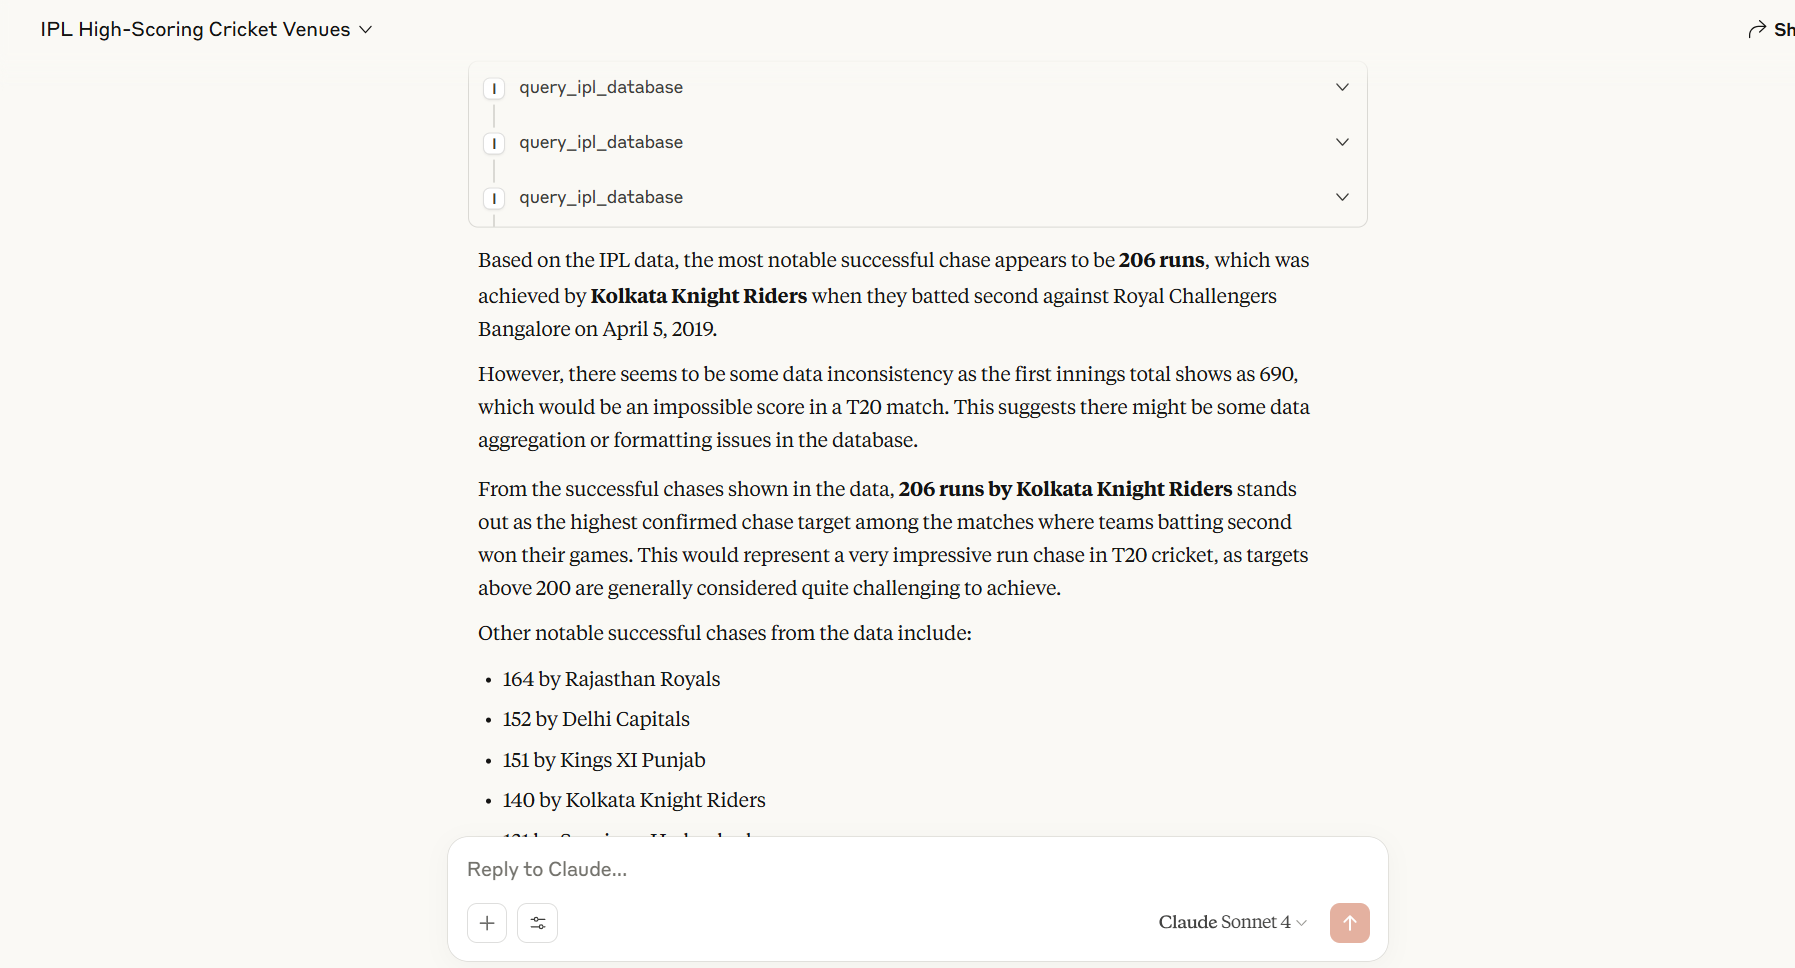 IPL High-Scoring Cricket Venues
Sh
query_ipl_database
query_ipl_database
query_ipl_database
Based on the IPL data, the most notable successful chase appears to be 206 runs, which was
achieved by Kolkata Knight Riders when they batted second against Royal Challengers
Bangalore on April 5, 2019.
However, there seems to be some data inconsistency as the first innings total shows as 690,
which would be an impossible score in a T20 match. This suggests there might be some data
aggregation or formatting issues in the database.
From the successful chases shown in the data, 206 runs by Kolkata Knight Riders stands
out as the highest confirmed chase target among the matches where teams batting second
won their games. This would represent a very impressive run chase in T20 cricket, as targets
above 200 are generally considered quite challenging to achieve.
Other notable successful chases from the data include:
• 164 by Rajasthan Royals
• 152 by Delhi Capitals
• 151 by Kings XI Punjab
• 140 by Kolkata Knight Riders
Reply to Claude...
Claude Sonnet 4